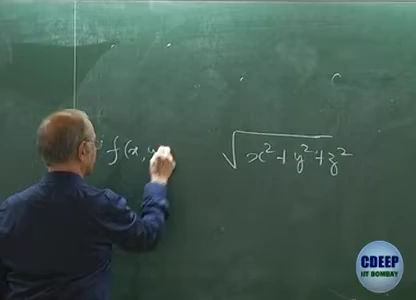 f(x, y √x²+y²+z²
CDEEP
IIT BOMBAY